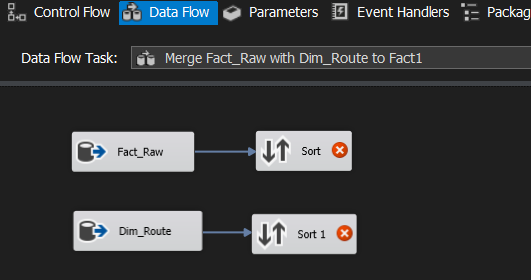 Control Flow Data Flow Parameters Event Handlers Packag
Data Flow Task: Merge Fact_Raw with Dim_Route to Fact1
Fact_Raw Sort
Dim_Route Sort 1